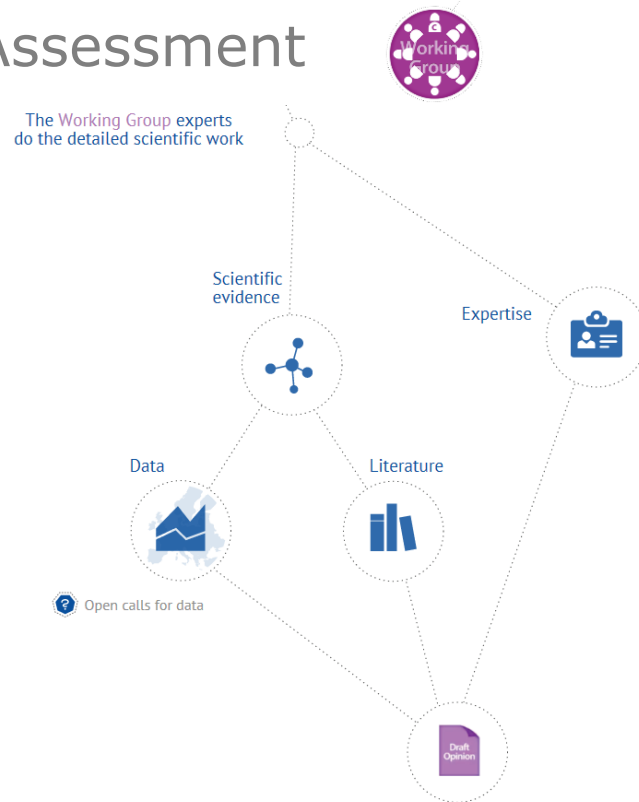 Assessment
C
Working
Group
The Working Group experts
do the detailed scientific work
Scientific
evidence
Expertise
Data
Literature
? Open calls for data
Draft
Opinion